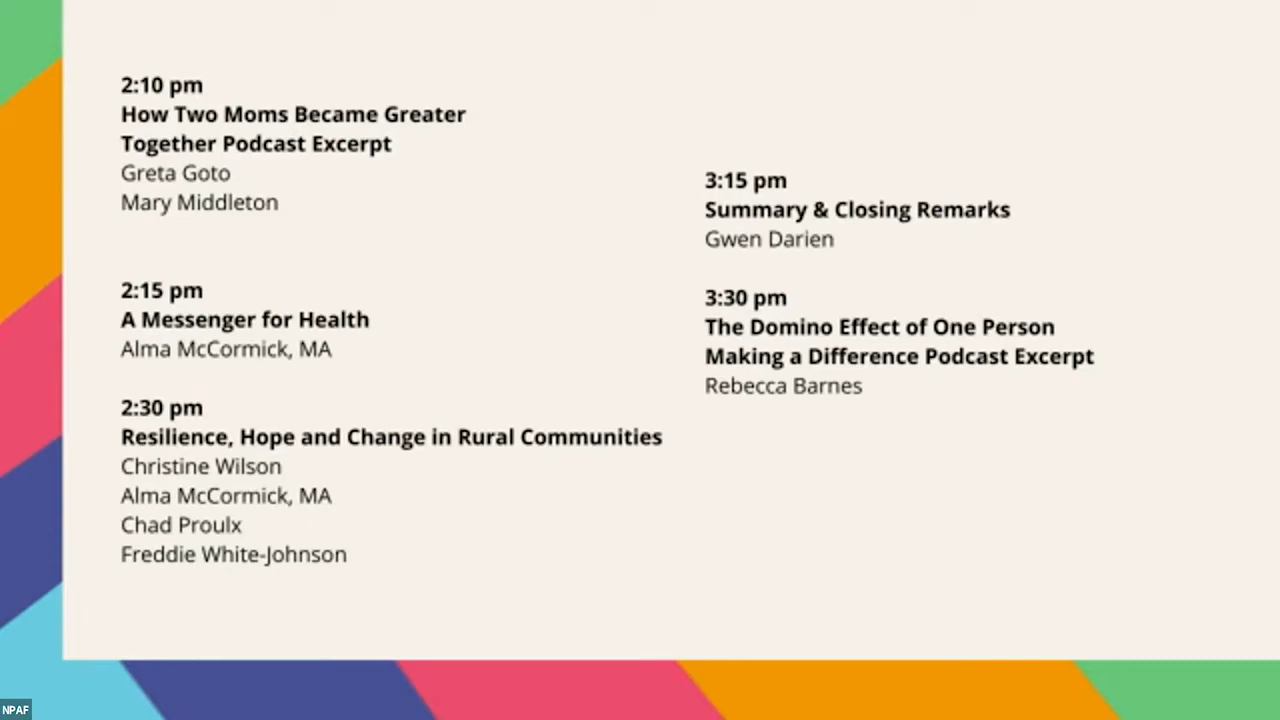 2:10 pm
How Two Moms Became Greater
Together Podcast Excerpt
Greta Goto
Mary Middleton
2:15 pm
A Messenger for Health
Alma McCormick, MA
2:30 pm
Resilience, Hope and Change in Rural Communities
Christine Wilson
Alma McCormick, MA
Chad Proulx
Freddie White-Johnson
3:15 pm
Summary & Closing Remarks
Gwen Darien
3:30 pm
The Domino Effect of One Person
Making a Difference Podcast Excerpt
Rebecca Barnes
NPAF